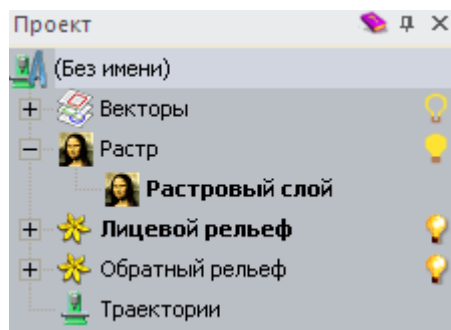 Проект
(Без имени)
Векторы
Растр
Растровый слой
Лицевой рельеф
Обратный рельеф
Траектории